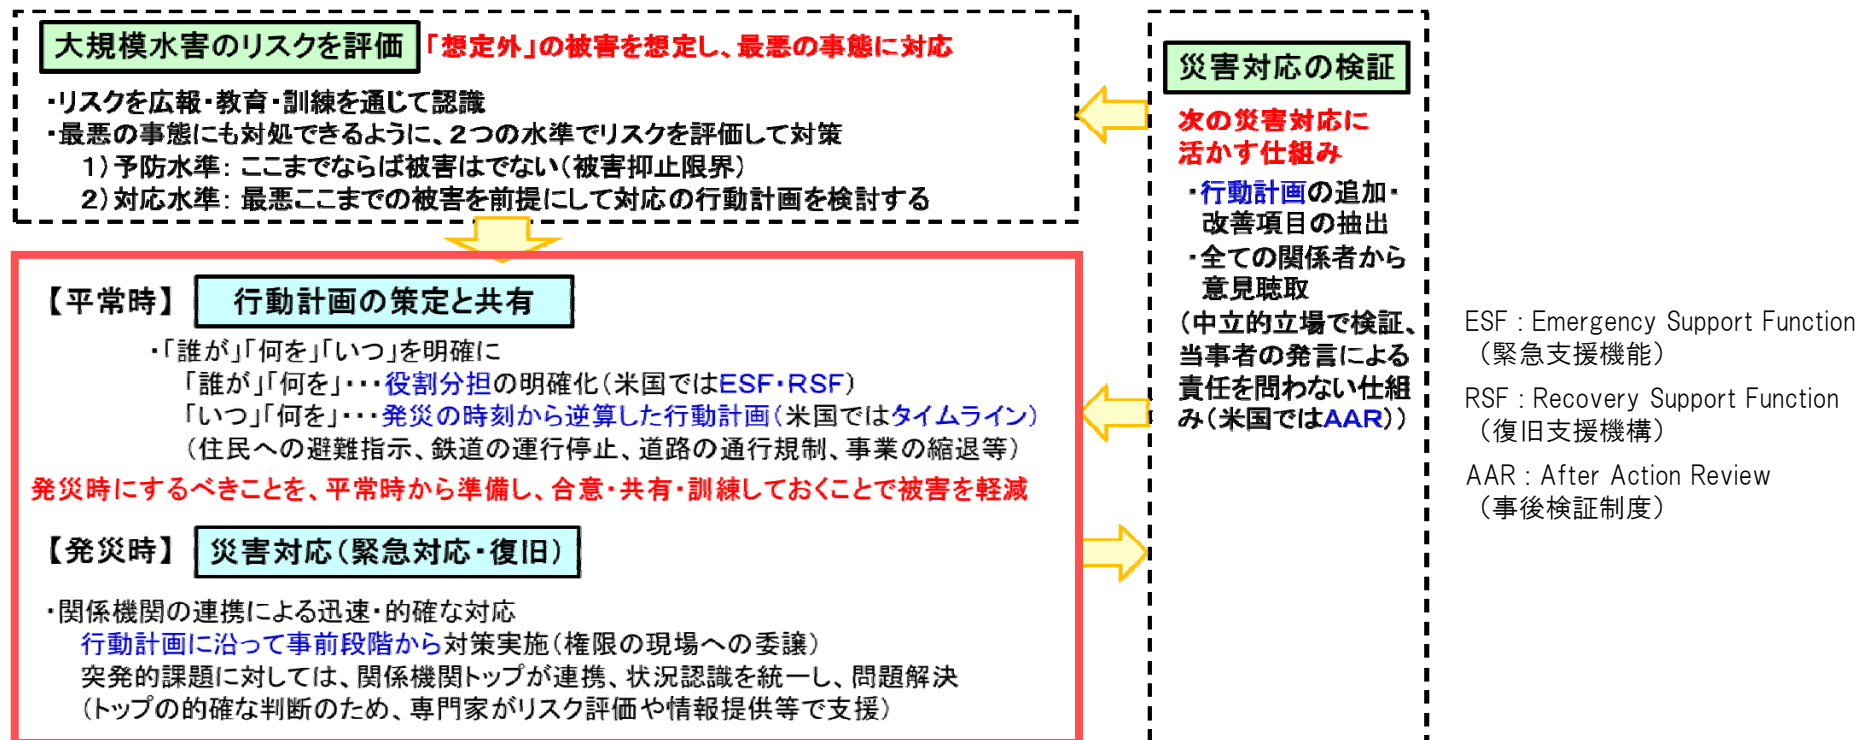 大規模水害のリスクを評価
「想定外」の被害を想定し、最悪の事態に対応
・リスクを広報・教育・訓練を通じて認識
・最悪の事態にも対処できるように、2つの水準でリスクを評価して対策
1)予防水準: ここまでならば被害はでない(被害抑止限界)
2)対応水準: 最悪ここまでの被害を前提にして対応の行動計画を検討する
【平常時】
行動計画の策定と共有
・「誰が」「何を」「いつ」を明確に
「誰が」「何を」・・・役割分担の明確化(米国ではESF・RSF)
「いつ」「何を」・・・発災の時刻から逆算した行動計画(米国ではタイムライン)
(住民への避難指示、鉄道の運行停止、道路の通行規制、事業の縮退等)
発災時にするべきことを、平常時から準備し、合意・共有・訓練しておくことで被害を軽減
【発災時】
災害対応(緊急対応・復旧)
・関係機関の連携による迅速・的確な対応
行動計画に沿って事前段階から対策実施(権限の現場への委譲)
突発的課題に対しては、関係機関トップが連携、状況認識を統一し、問題解決
(トップの的確な判断のため、専門家がリスク評価や情報提供等で支援)
災害対応の検証
次の災害対応に
活かす仕組み
・行動計画の追加・
改善項目の抽出
・全ての関係者から
意見聴取
(中立的立場で検証、
当事者の発言による
責任を問わない仕組
み(米国ではAAR))
ESF : Emergency Support Function
(緊急支援機能)
RSF : Recovery Support Function
(復旧支援機構)
AAR : After Action Review
(事後検証制度)